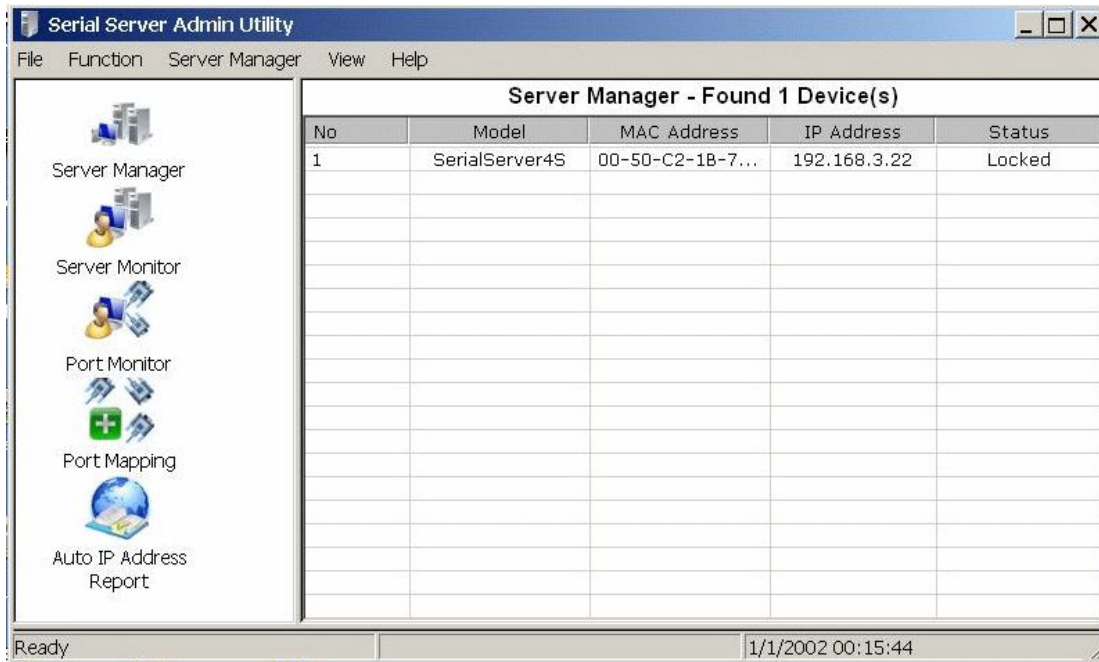 Serial Server Admin Utility
File Function Server Manager View Help
Server Manager
Server Monitor
Port Monitor
Port Mapping
Auto IP Address
Report
Server Manager - Found 1 Device(s)
No Model MAC Address IP Address Status
1 SerialServer4S 00-50-C2-1B-7... 192.168.3.22 Locked
Ready 1/1/2002 00:15:44